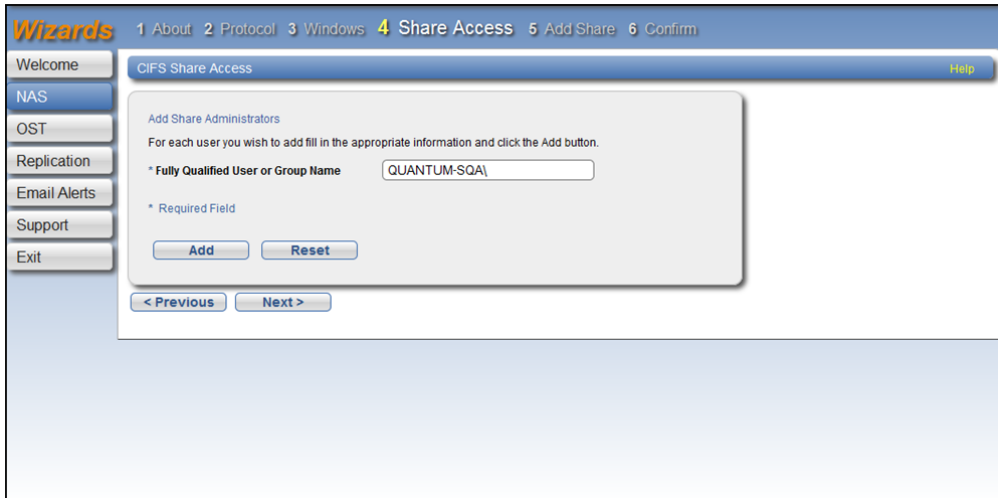 Wizards
1 About 2 Protocol 3 Windows 4 Share Access 5 Add Share 6 Confirm
Welcome
NAS
OST
Replication
Email Alerts
Support
Exit
CIFS Share Access
Help
Add Share Administrators
For each user you wish to add fill in the appropriate information and click the Add button.
* Fully Qualified User or Group Name
QUANTUM-SQA\
* Required Field
Add Reset
< Previous Next >